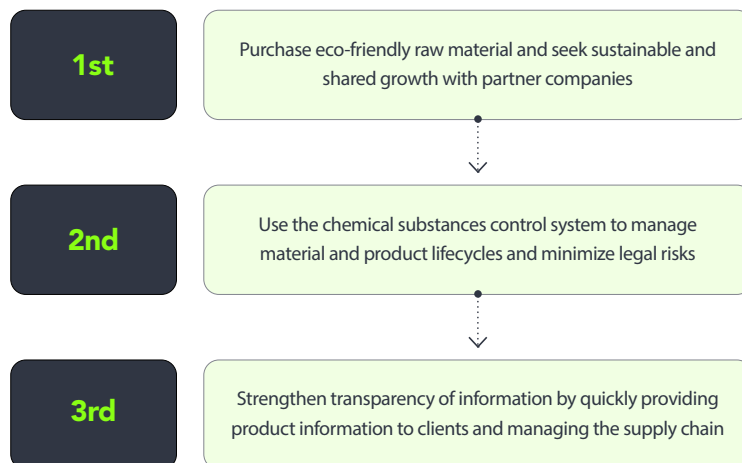 1st
Purchase eco-friendly raw material and seek sustainable and
shared growth with partner companies
2nd
Use the chemical substances control system to manage
material and product lifecycles and minimize legal risks
3rd
Strengthen transparency of information by quickly providing
product information to clients and managing the supply chain